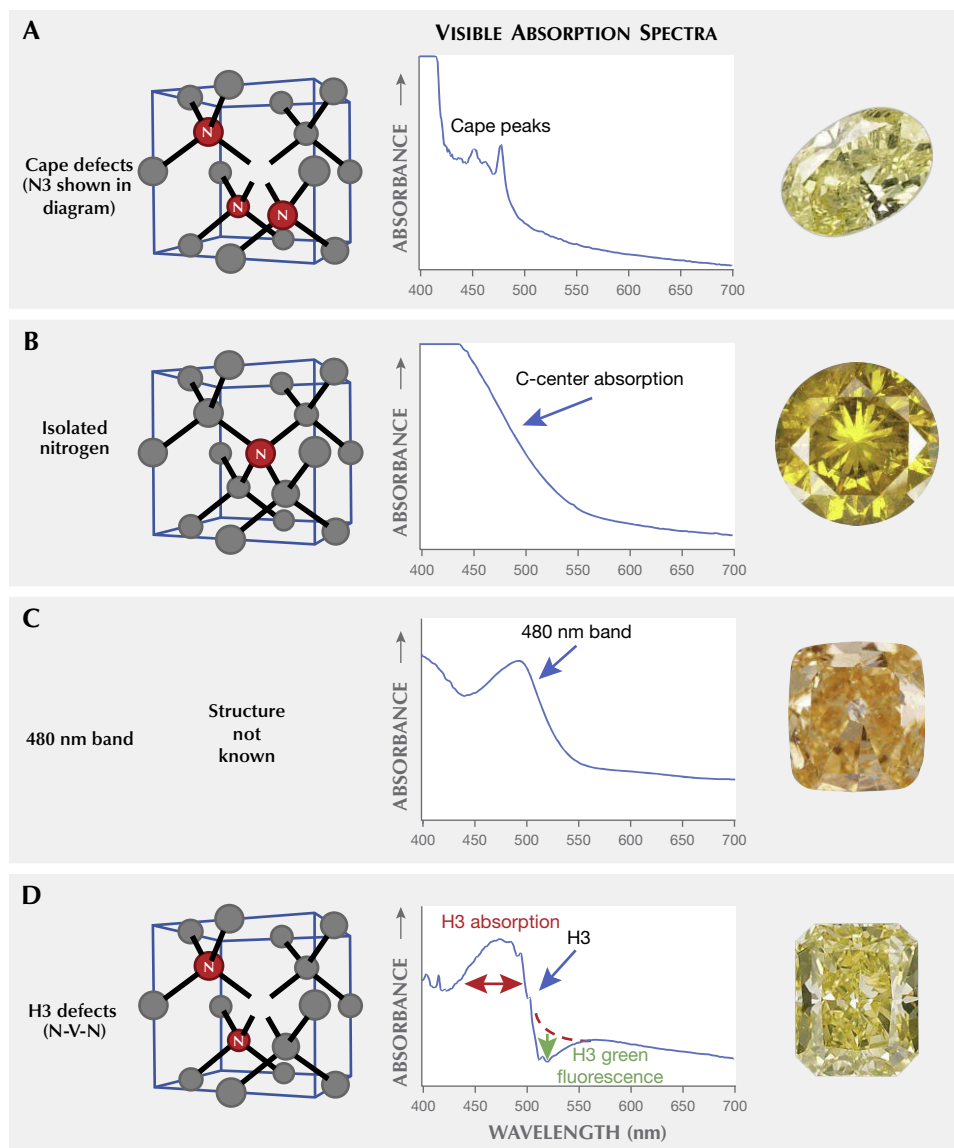 A
VISIBLE ABSORPTION SPECTRA
Cape defects
(N3 shown in
diagram)
N
N
N
ABSORBANCE
Cape peaks
400 450 500 550 600 650 700
B
Isolated
nitrogen
N
ABSORBANCE
C-center absorption
400 450 500 550 600 650 700
C
480 nm band
Structure
not
known
ABSORBANCE
480 nm band
400 450 500 550 600 650 700
D
H3 defects
(N-V-N)
N
N
ABSORBANCE
H3 absorption
H3
H3 green
fluorescence
400 450 500 550 600 650 700
WAVELENGTH (nm)